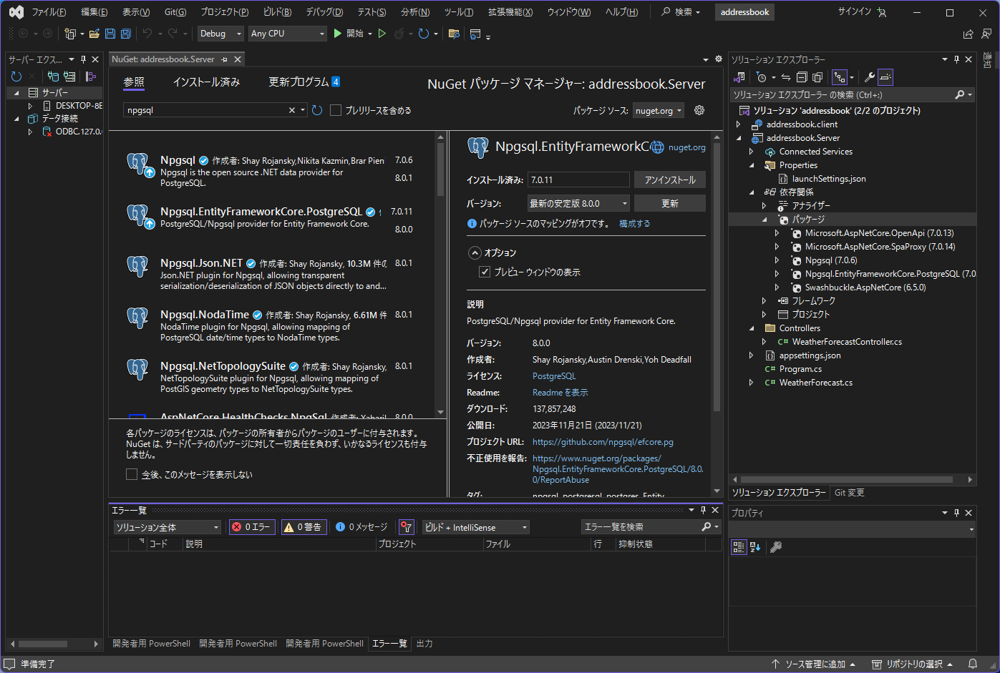 ファイル(F) 編集(E) 表示(V) Git(G) プロジェクト(P) ビルド(B) デバッグ(D) テスト(S) 分析(N) ツール(T) 拡張機能(X) ウィンドウ(W) ヘルプ(H) 検索 addressbook サインイン
Debug Any CPU 開始
サーバー エクス...
サーバー
DESKTOP-8E
データ接続
ODBC.127.0.
NuGet: addressbook.Server
参照 インストール済み 更新プログラム 4
NuGet パッケージ マネージャー: addressbook.Server
npgsql プレリリースを含める パッケージ ソース: nuget.org
Npgsql 作成者: Shay Rojansky,Nikita Kazmin,Brar Pien 7.0.6
Npgsql is the open source .NET data provider for 8.0.1
PostgreSQL.
Npgsql.EntityFrameworkCore.PostgreSQL 7.0.11
PostgreSQL/Npgsql provider for Entity Framework Core. 8.0.0
Npgsql.Json.NET 作成者: Shay Rojansky, 10.3M 件の 8.0.1
Json.NET plugin for Npgsql, allowing transparent
serialization/deserialization of JSON objects directly to and...
Npgsql.NodaTime 作成者: Shay Rojansky, 6.61M 件 8.0.1
NodaTime plugin for Npgsql, allowing mapping of
PostgreSQL date/time types to NodaTime types.
Npgsql.NetTopologySuite 作成者: Shay Rojansky, 8.0.1
NetTopologySuite plugin for Npgsql, allowing mapping of
PostGIS geometry types to NetTopologySuite types.
AspNetCore.HealthChecks.NpgSql 作成者: Xabaril 8.0.0
各パッケージのライセンスは、パッケージの所有者からパッケージのユーザーに付与されます。
NuGet は、サードパーティのパッケージに対して一切責任を負わず、いかなるライセンスも付与
しません。
今後、このメッセージを表示しない
Npgsql.EntityFrameworkC nuget.org
インストール済み: 7.0.11 アンインストール
バージョン: 最新の安定版 8.0.0 更新
パッケージ ソースのマッピングがオフです。 構成する
オプション
プレビュー ウィンドウの表示
説明
PostgreSQL/Npgsql provider for Entity Framework Core.
バージョン: 8.0.0
作成者: Shay Rojansky,Austin Drenski,Yoh Deadfall
ライセンス: PostgreSQL
Readme: Readme を表示
ダウンロード: 137,857,248
公開日: 2023年11月21日 (2023/11/21)
プロジェクト URL: https://github.com/npgsql/efcore.pg
不正使用を報告: https://www.nuget.org/packages/
Npgsql.EntityFrameworkCore.PostgreSQL/8.0.
0/ReportAbuse
タグ: npgsql, postgresql, postgres, Entity
エラー一覧
ソリューション全体 0 エラー 0 警告 0 メッセージ ビルド + IntelliSense エラー一覧を検索
コード 説明 プロジェクト ファイル 行 抑制状態
開発者用 PowerShell 開発者用 PowerShell 開発者用 PowerShell エラー一覧 出力
ソリューション エクスプローラー
ソリューション エクスプローラー の検索 (Ctrl+:)
ソリューション 'addressbook' (2/2 のプロジェクト)
addressbook.client
addressbook.Server
Connected Services
Properties
launchSettings.json
依存関係
アナライザー
パッケージ
Microsoft.AspNetCore.OpenApi (7.0.13)
Microsoft.AspNetCore.SpaProxy (7.0.14)
Npgsql (7.0.6)
Npgsql.EntityFrameworkCore.PostgreSQL (7.0.
Swashbuckle.AspNetCore (6.5.0)
フレームワーク
プロジェクト
Controllers
C# WeatherForecastController.cs
appsettings.json
C# Program.cs
C# WeatherForecast.cs
ソリューション エクスプローラー Git 変更
プロパティ
通知
準備完了 ソース管理に追加 リポジトリの選択